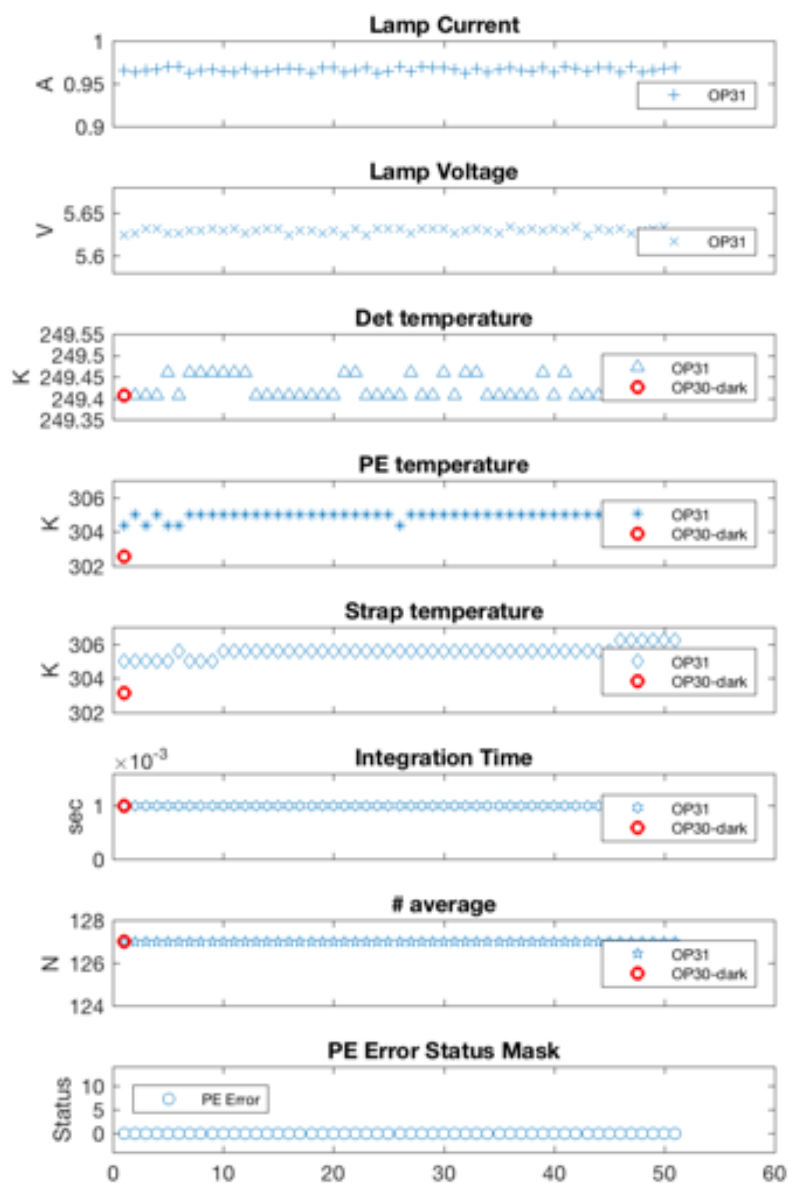 Lamp Current
1
0.95
0.9
A
OP31
Lamp Voltage
5.65
5.6
V
OP31
Det temperature
249.55
249.5
249.45
249.4
249.35
K
OP31
OP30-dark
PE temperature
306
304
302
K
OP31
OP30-dark
Strap temperature
306
304
302
K
OP31
OP30-dark
Integration Time
×10⁻³
1
0
sec
OP31
OP30-dark
# average
128
126
124
N
OP31
OP30-dark
PE Error Status Mask
10
5
0
Status
PE Error
0 10 20 30 40 50 60